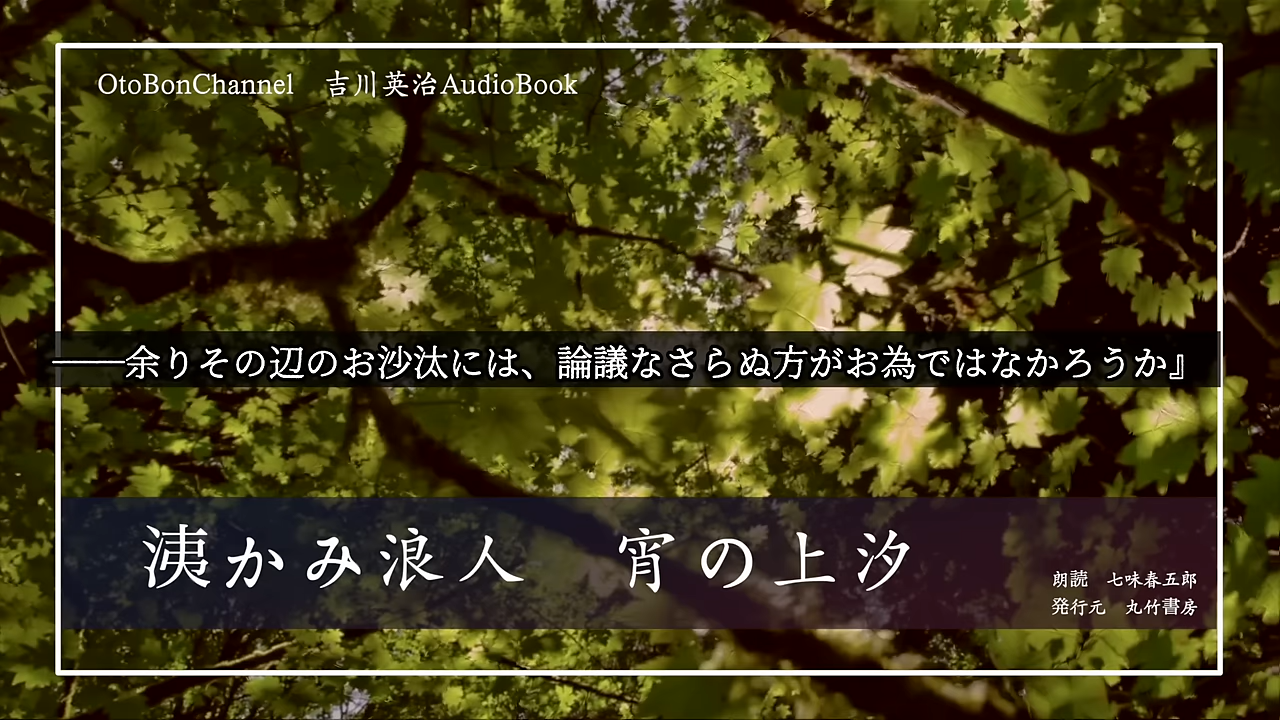 OtoBonChannel 吉川英治AudioBook
――余りその辺のお沙汰には、論議なさらぬ方がお為ではなかろうか』
洟かみ浪人 宵の上汐
朗読 七味春五郎
発行元 丸竹書房